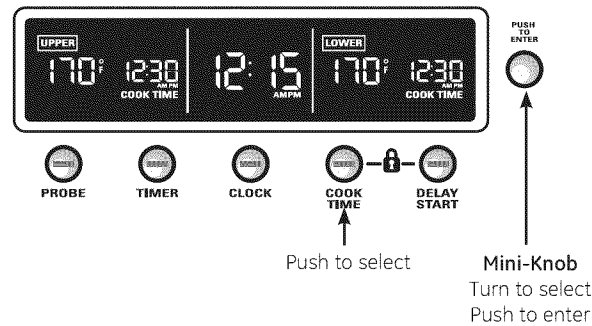 PUSH
TO
ENTER
UPPER
LOWER
170°F 12:30 12:15 170°F 12:30
AM PM AM PM AM PM
COOK TIME COOK TIME
PROBE TIMER CLOCK COOK TIME DELAY START
Push to select
Mini-Knob
Turn to select
Push to enter